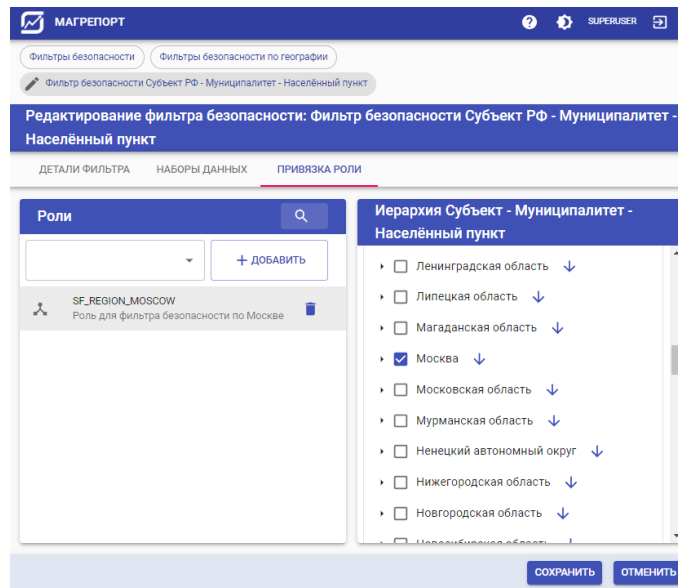 МАГРЕПОРТ
SUPERUSER
Фильтры безопасности
Фильтры безопасности по географии
Фильтр безопасности Субъект РФ - Муниципалитет - Населённый пункт
Редактирование фильтра безопасности: Фильтр безопасности Субъект РФ - Муниципалитет -
Населённый пункт
ДЕТАЛИ ФИЛЬТРА
НАБОРЫ ДАННЫХ
ПРИВЯЗКА РОЛИ
Роли
ДОБАВИТЬ
SF_REGION_MOSCOW
Роль для фильтра безопасности по Москве
Иерархия Субъект - Муниципалитет -
Населённый пункт
Ленинградская область
Липецкая область
Магаданская область
Москва
Московская область
Мурманская область
Ненецкий автономный округ
Нижегородская область
Новгородская область
Новосибирская область
СОХРАНИТЬ
ОТМЕНИТЬ